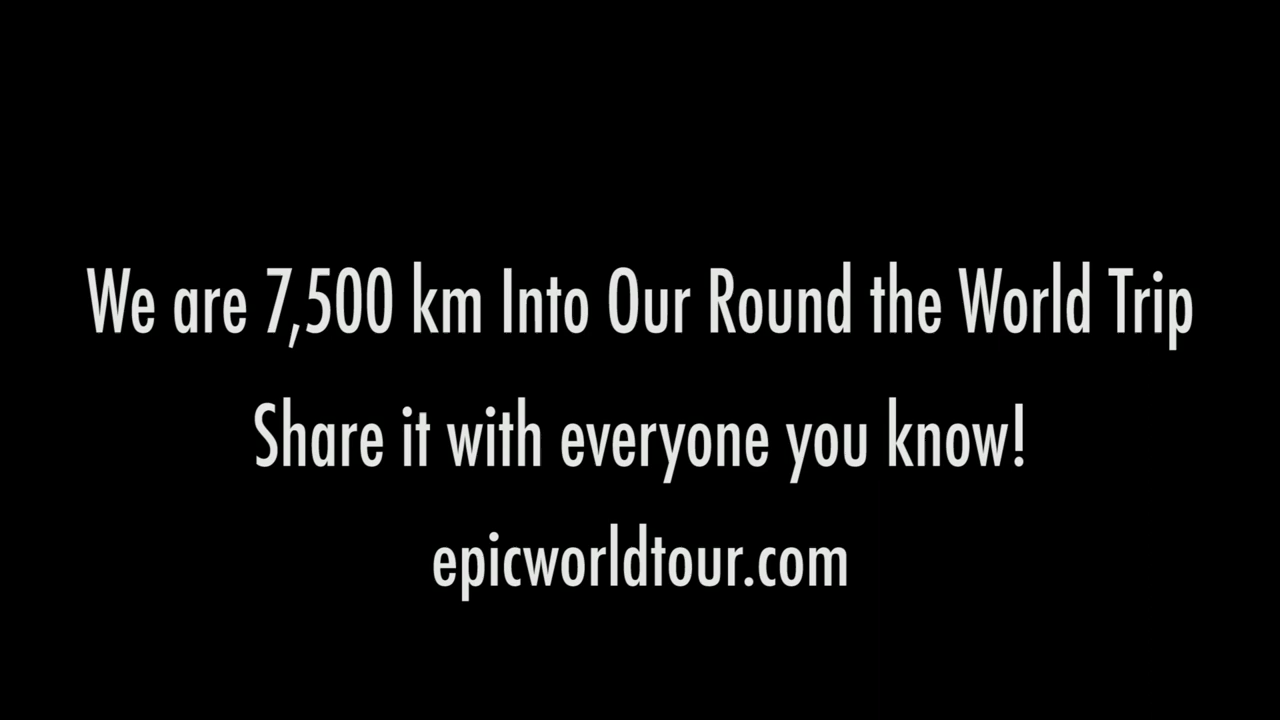 We are 7,500 km Into Our Round the World Trip
Share it with everyone you know!
epicworldtour.com